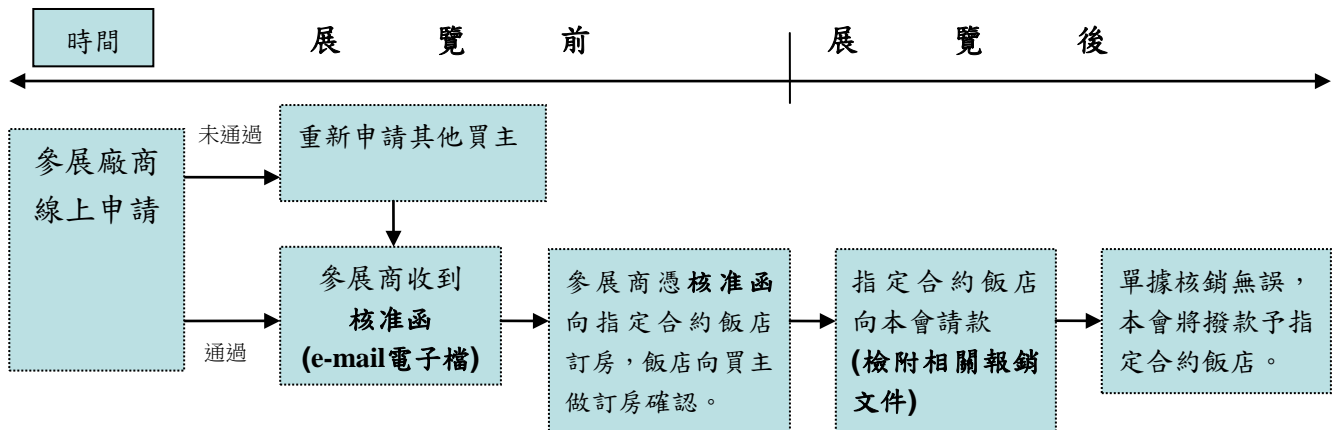 時間
展覽前
展覽後
參展廠商
線上申請
未通過
重新申請其他買主
通過
參展商收到
核准函
(e-mail電子檔)
參展商憑核准函
向指定合約飯店
訂房，飯店向買主
做訂房確認。
指定合約飯店
向本會請款
(檢附相關報銷
文件)
單據核銷無誤，
本會將撥款予指
定合約飯店。